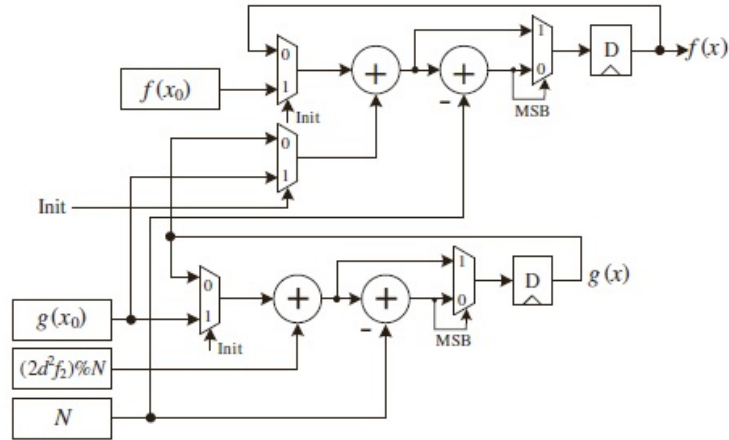 0
1
f(x₀)
Init
+
+
-
1
0
MSB
D
f(x)
0
1
Init
0
1
Init
g(x₀)
+
+
-
1
0
MSB
D
g(x)
(2d²f₂)%N
N